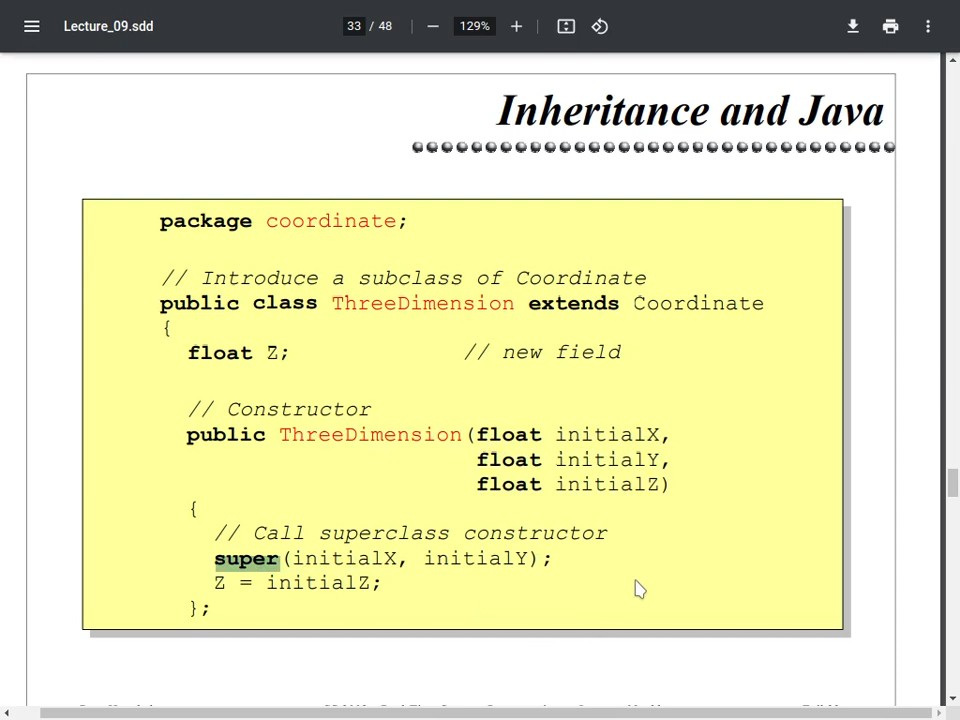 Lecture_09.sdd
33 / 48
129%
Inheritance and Java
package coordinate;
// Introduce a subclass of Coordinate
public class ThreeDimension extends Coordinate
{
float Z; // new field
// Constructor
public ThreeDimension(float initialX,
float initialY,
float initialZ)
{
// Call superclass constructor
super(initialX, initialY);
Z = initialZ;
};